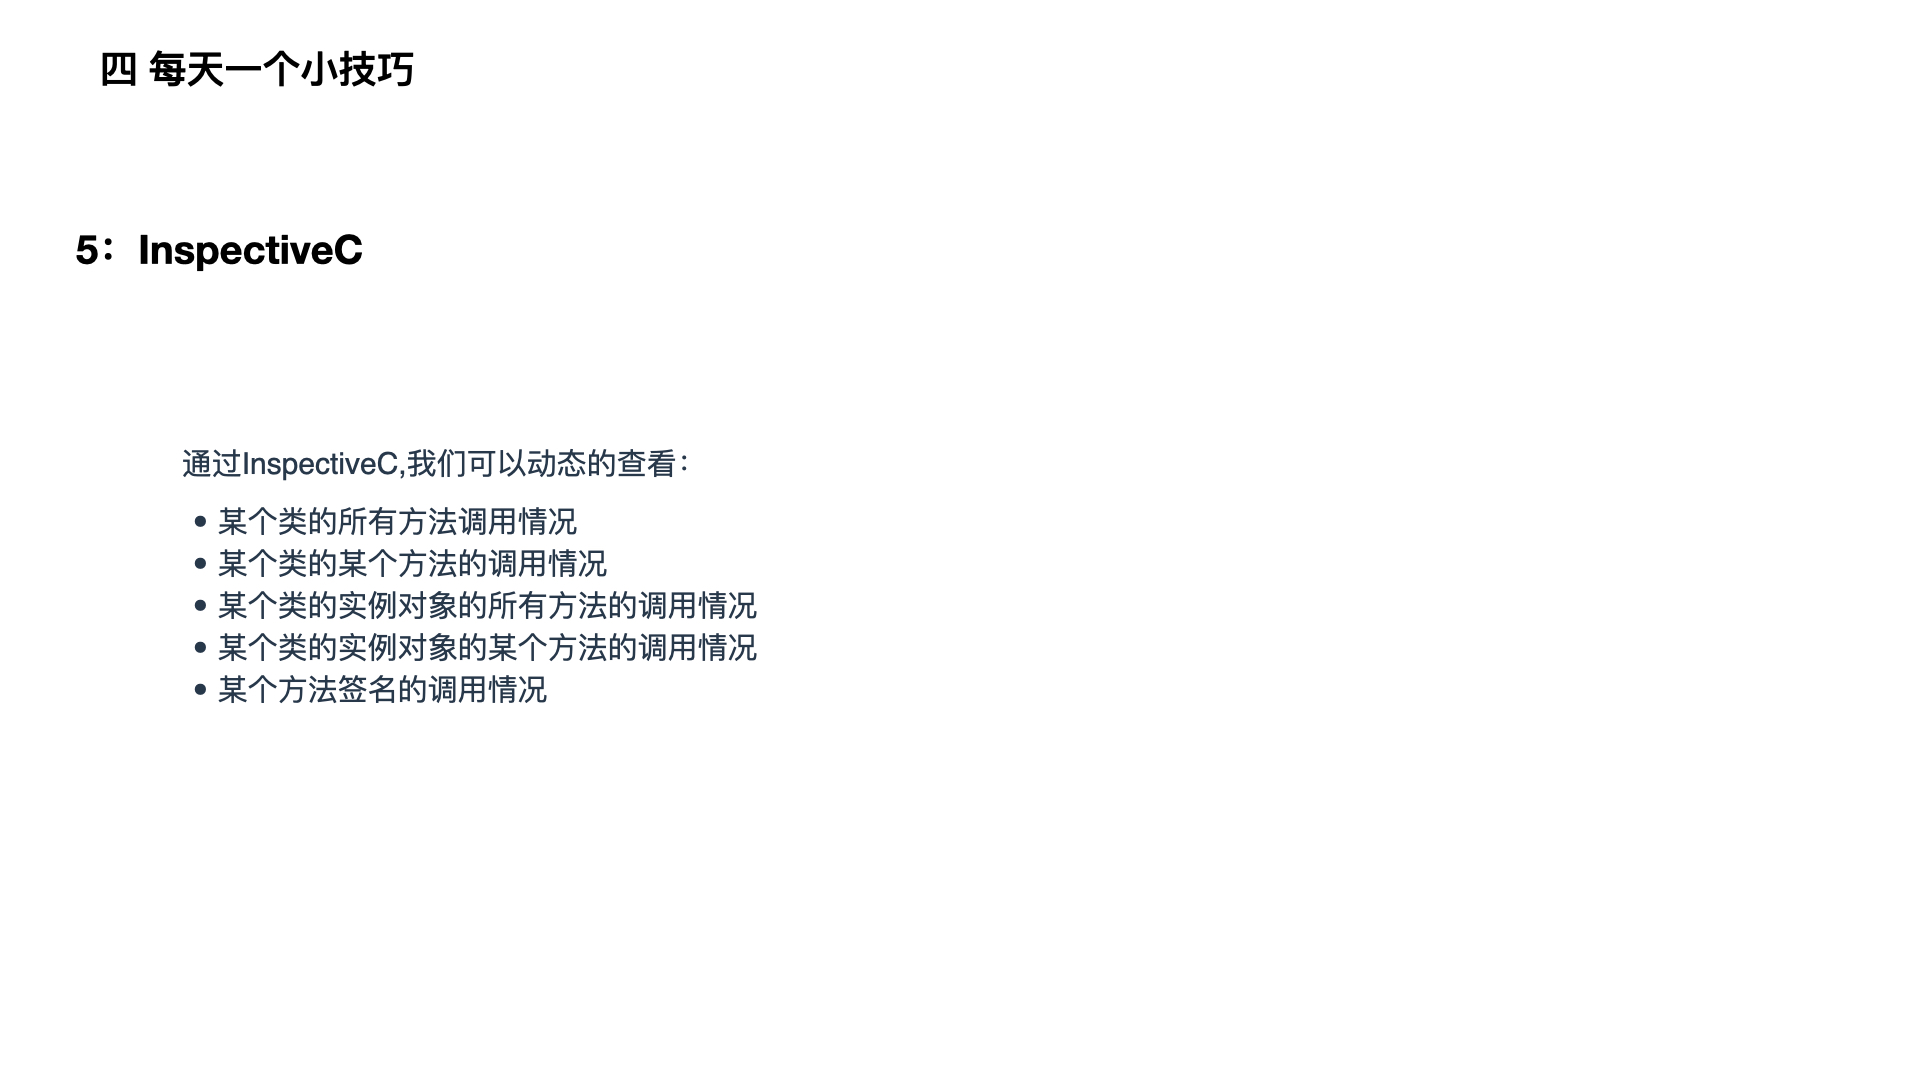 四 每天一个小技巧
5：InspectiveC
通过InspectiveC,我们可以动态的查看：
• 某个类的所有方法调用情况
• 某个类的某个方法的调用情况
• 某个类的实例对象的所有方法的调用情况
• 某个类的实例对象的某个方法的调用情况
• 某个方法签名的调用情况